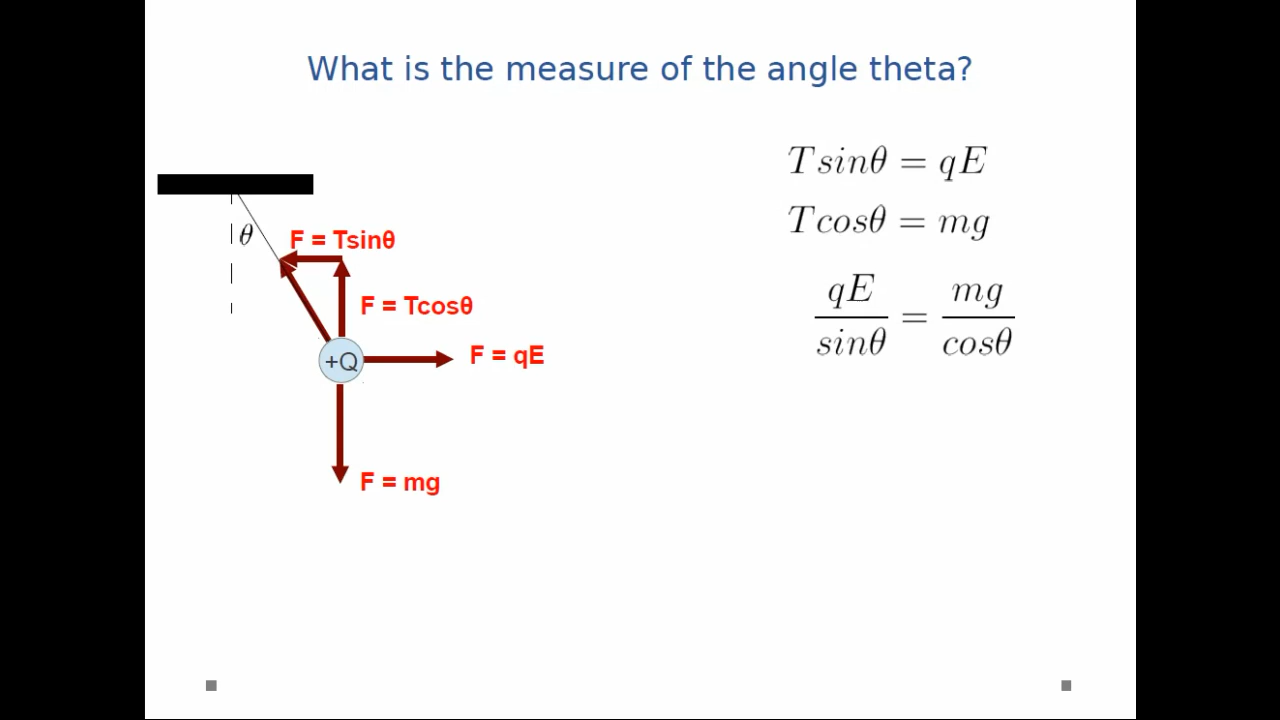 What is the measure of the angle theta?
Tsinθ = qE
Tcosθ = mg
qE/sinθ = mg/cosθ
θ
F = Tsinθ
F = Tcosθ
+Q
F = qE
F = mg